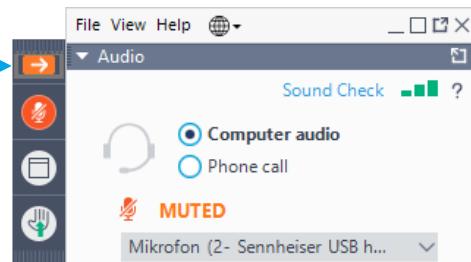 File View Help
Audio
Sound Check ?
Computer audio
Phone call
MUTED
Mikrofon (2- Sennheiser USB h...